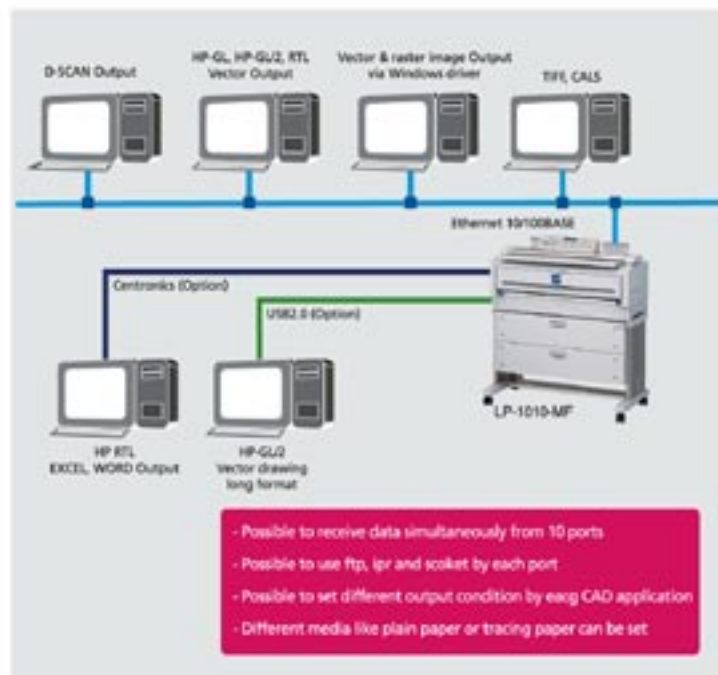 D-SCAN Output
HP-GL, HP-GL/2, RTL
Vector Output
Vector & raster image Output
via Windows driver
TIFF, CALS
Ethernet 10/100BASE
Centronics (Option)
USB2.0 (Option)
LP-1010-MF
HP RTL
EXCEL, WORD Output
HP-GL/2
Vector drawing
long format
- Possible to receive data simultaneously from 10 ports
- Possible to use ftp, ipr and scoket by each port
- Possible to set different output condition by eacg CAD application
- Different media like plain paper or tracing paper can be set